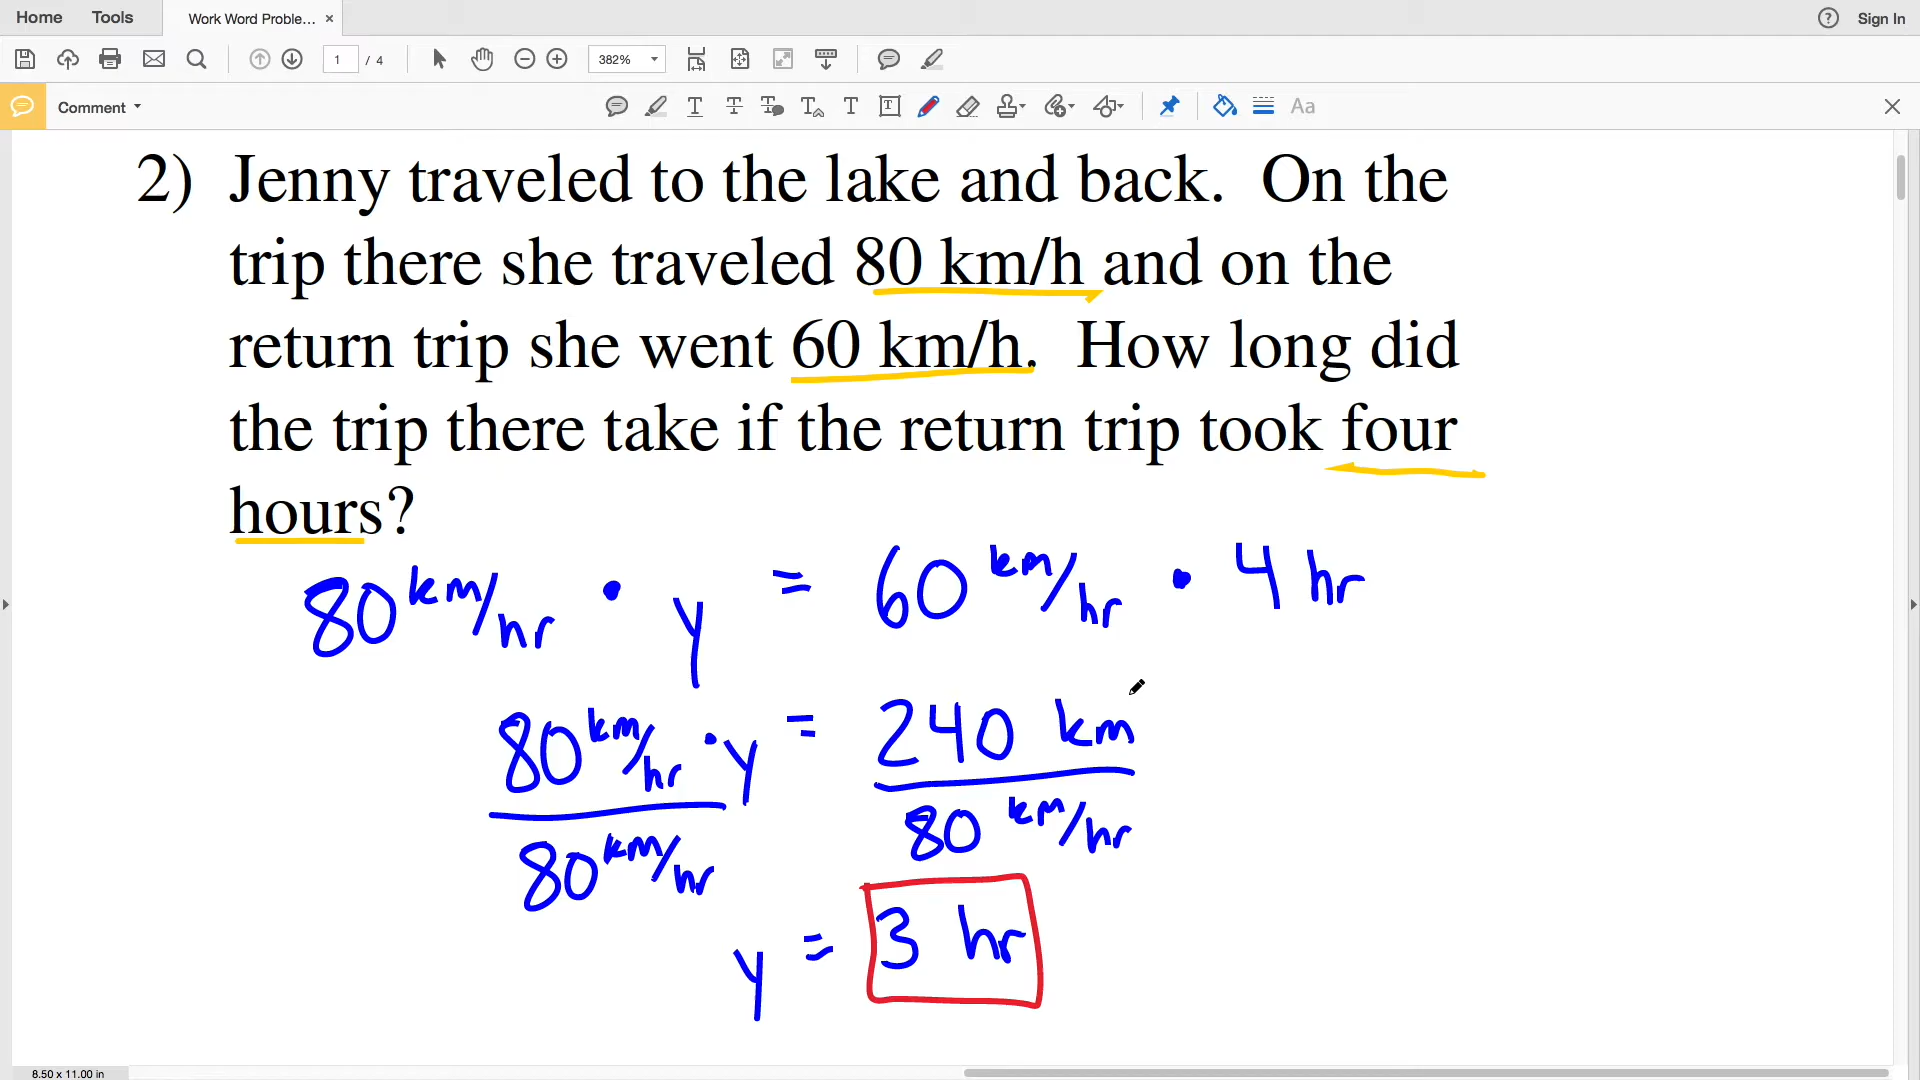 Home Tools Work Word Proble... × Sign In
1 / 4 382%
Comment Aa
2) Jenny traveled to the lake and back. On the
trip there she traveled 80 km/h and on the
return trip she went 60 km/h. How long did
the trip there take if the return trip took four
hours?
80 km/hr · y = 60 km/hr · 4 hr
80 km/hr · y = 240 km
80 km/hr 80 km/hr
y = 3 hr
8.50 x 11.00 in